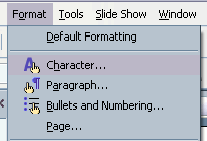 Format Tools Slide Show Window
Default Formatting
Character...
Paragraph...
Bullets and Numbering...
Page...